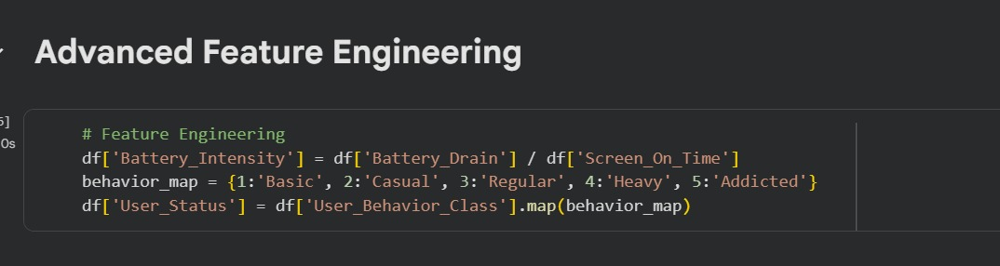 Advanced Feature Engineering
5]
0s
# Feature Engineering
df['Battery_Intensity'] = df['Battery_Drain'] / df['Screen_On_Time']
behavior_map = {1:'Basic', 2:'Casual', 3:'Regular', 4:'Heavy', 5:'Addicted'}
df['User_Status'] = df['User_Behavior_Class'].map(behavior_map)